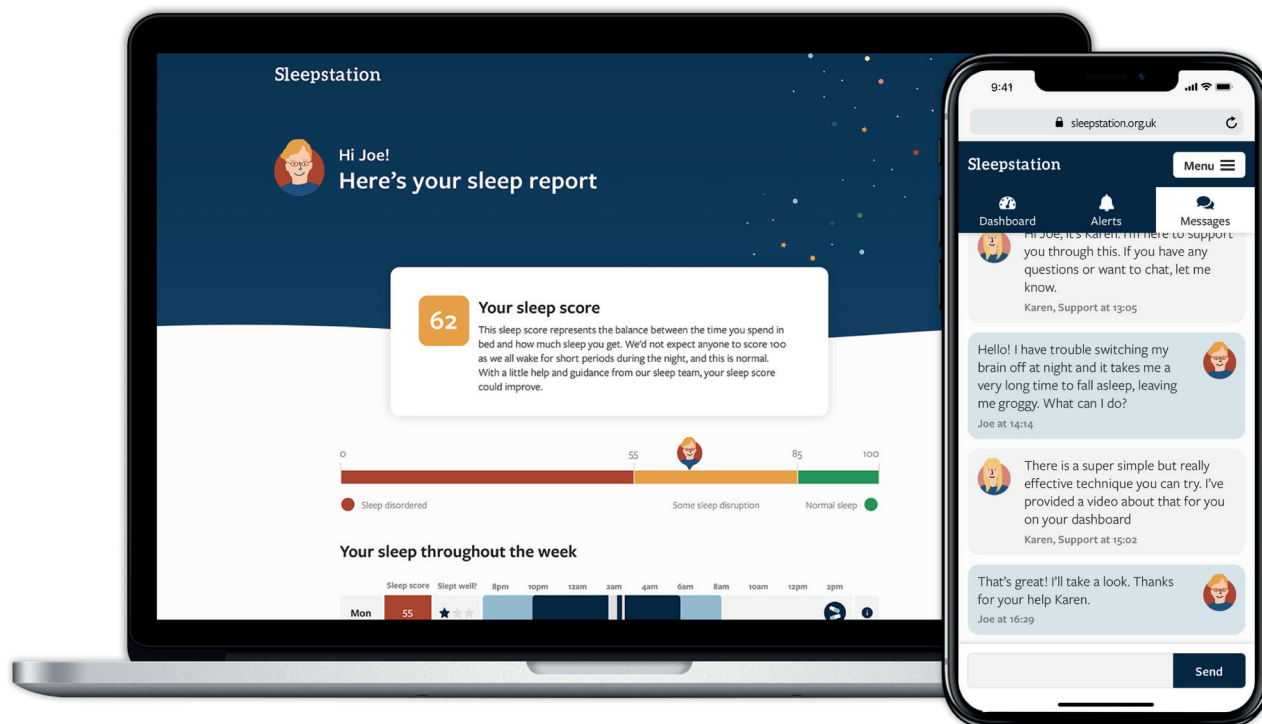 Sleepstation
Hi Joe!
Here's your sleep report
62
Your sleep score
This sleep score represents the balance between the time you spend in
bed and how much sleep you get. We'd not expect anyone to score 100
as we all wake for short periods during the night, and this is normal.
With a little help and guidance from our sleep team, your sleep score
could improve.
0 55 85 100
Sleep disordered Some sleep disruption Normal sleep
Your sleep throughout the week
Sleep score Slept well? 8pm 10pm 12am 2am 4am 6am 8am 10am 12pm 2pm
Mon 55
9:41
sleepstation.org.uk
Sleepstation
Menu
Dashboard Alerts Messages
Hi Joe, it's Karen. I'm here to support
you through this. If you have any
questions or want to chat, let me
know.
Karen, Support at 13:05
Hello! I have trouble switching my
brain off at night and it takes me a
very long time to fall asleep, leaving
me groggy. What can I do?
Joe at 14:14
There is a super simple but really
effective technique you can try. I've
provided a video about that for you
on your dashboard
Karen, Support at 15:02
That's great! I'll take a look. Thanks
for your help Karen.
Joe at 16:29
Send